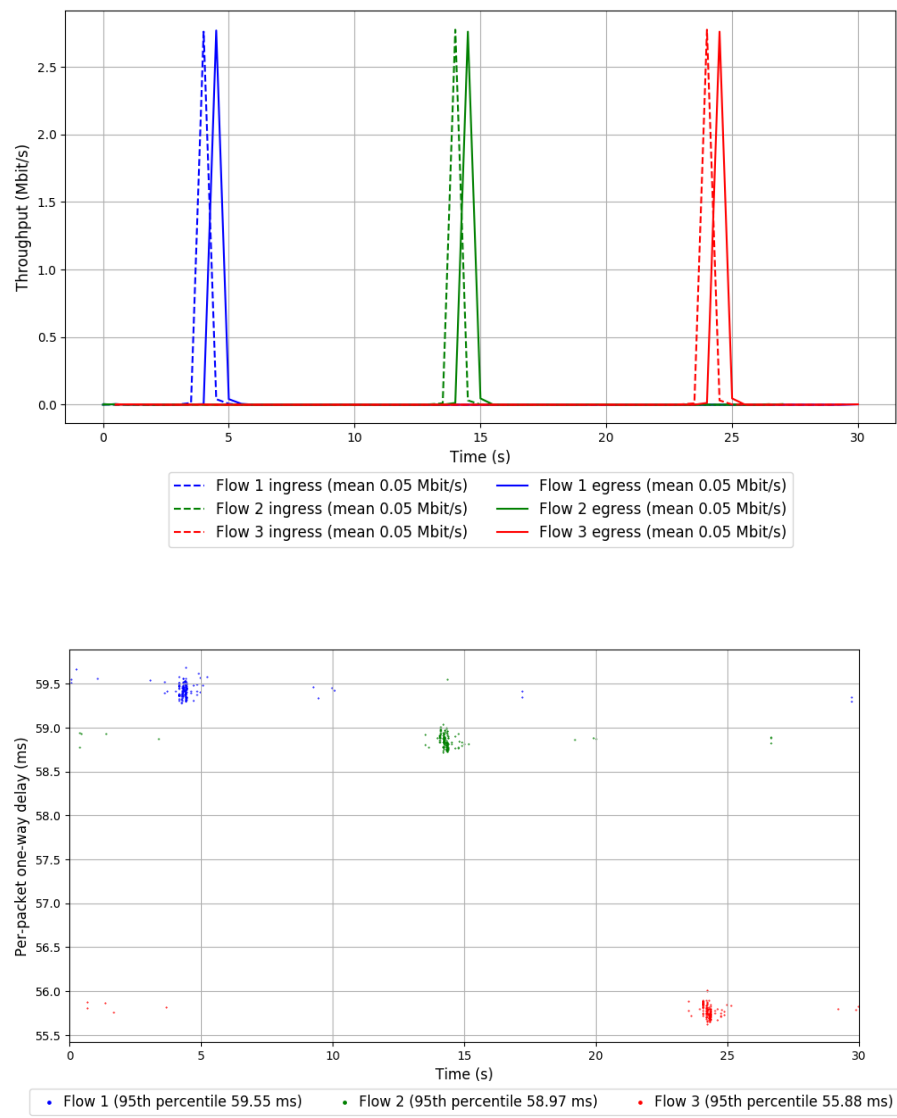 2.5
2.0
1.5
1.0
0.5
0.0
Throughput (Mbit/s)
0 5 10 15 20 25 30
Time (s)
Flow 1 ingress (mean 0.05 Mbit/s) Flow 1 egress (mean 0.05 Mbit/s)
Flow 2 ingress (mean 0.05 Mbit/s) Flow 2 egress (mean 0.05 Mbit/s)
Flow 3 ingress (mean 0.05 Mbit/s) Flow 3 egress (mean 0.05 Mbit/s)
59.5
59.0
58.5
58.0
57.5
57.0
56.5
56.0
55.5
Per-packet one-way delay (ms)
0 5 10 15 20 25 30
Time (s)
Flow 1 (95th percentile 59.55 ms) Flow 2 (95th percentile 58.97 ms) Flow 3 (95th percentile 55.88 ms)